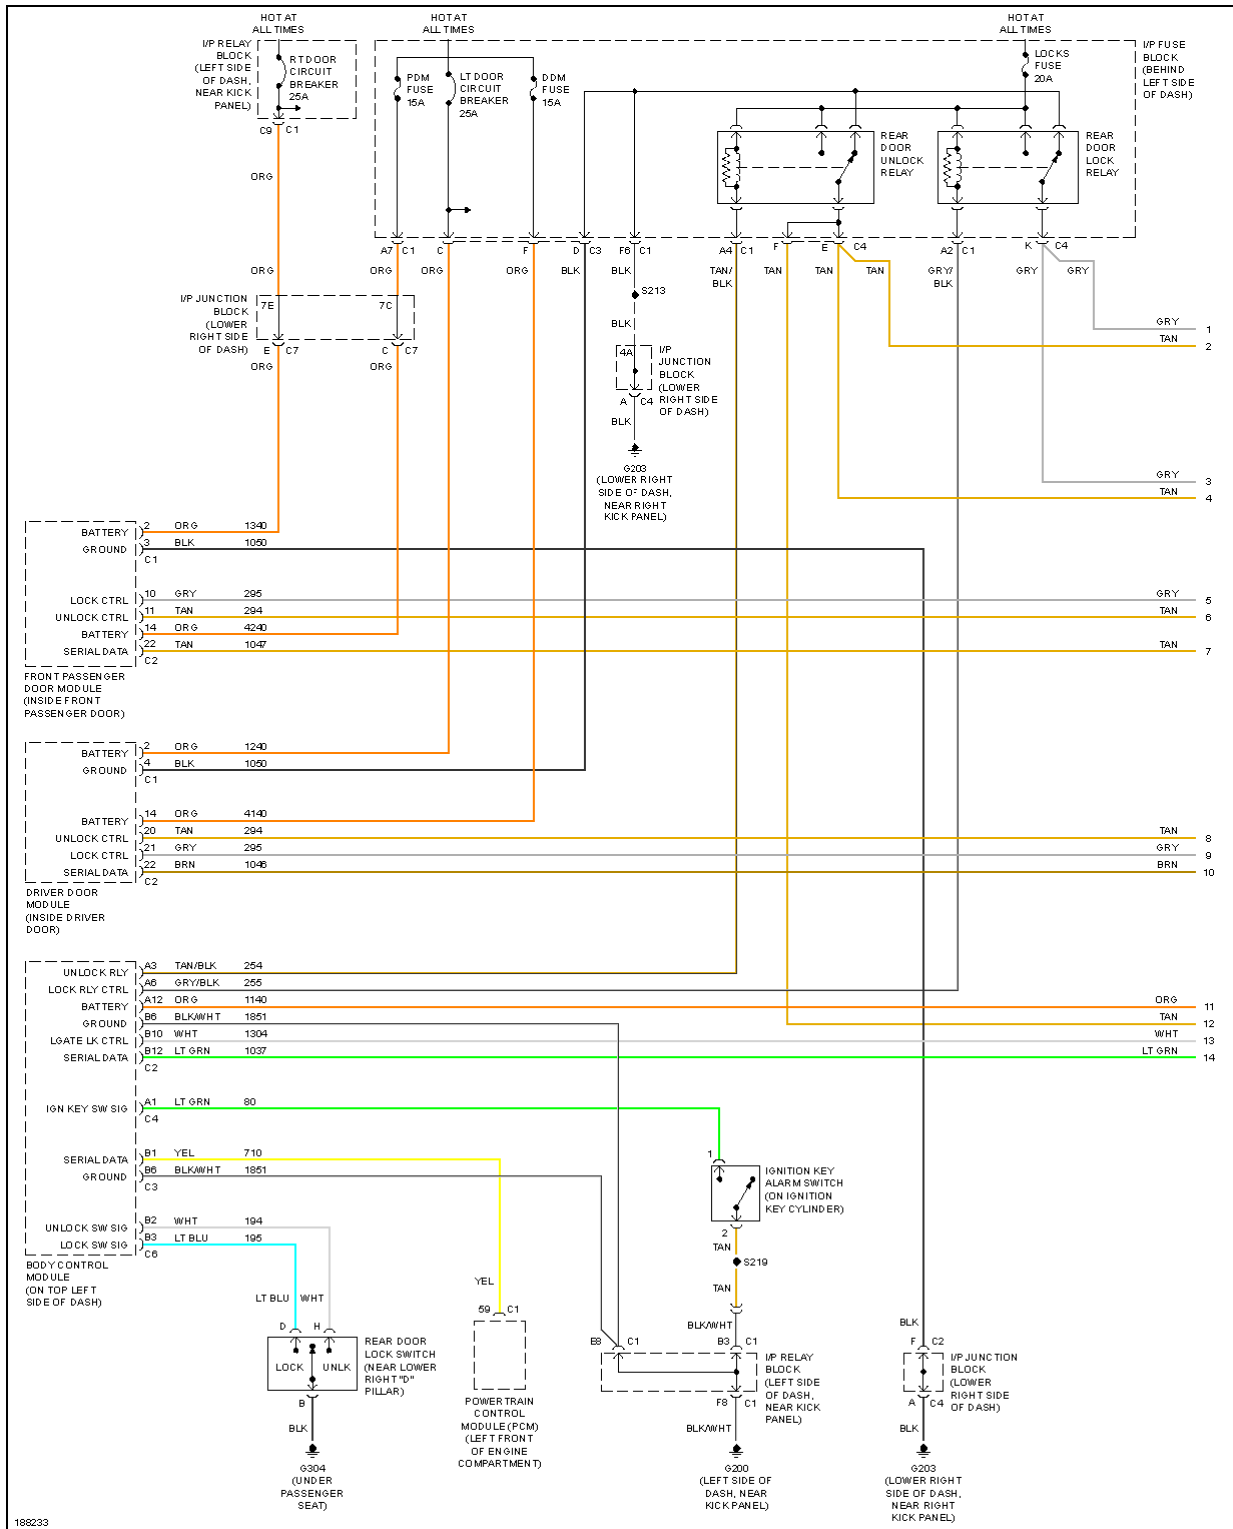 HOT AT
ALL TIMES
HOT AT
ALL TIMES
HOT AT
ALL TIMES
I/P RELAY
BLOCK
(LEFT SIDE
OF DASH,
NEAR KICK
PANEL)
RT DOOR
CIRCUIT
BREAKER
25A
C9 C1
PDM
FUSE
15A
LT DOOR
CIRCUIT
BREAKER
25A
DDM
FUSE
15A
LOCKS
FUSE
20A
I/P FUSE
BLOCK
(BEHIND
LEFT SIDE
OF DASH)
REAR
DOOR
UNLOCK
RELAY
REAR
DOOR
LOCK
RELAY
A7 C1 C F D C3 F6 C1 A4 C1 F E C4 A2 C1 K C4
ORG
ORG ORG ORG ORG BLK BLK TAN/
BLK TAN TAN TAN GRY/
BLK GRY GRY
S213
BLK
I/P JUNCTION
BLOCK
(LOWER
RIGHT SIDE
OF DASH)
7E 7C
E C7 C C7
ORG ORG
4A
I/P
JUNCTION
BLOCK
(LOWER
RIGHT SIDE
OF DASH)
A C4
BLK
G203
(LOWER RIGHT
SIDE OF DASH,
NEAR RIGHT
KICK PANEL)
GRY 1
TAN 2
GRY 3
TAN 4
BATTERY 2 ORG 1340
GROUND 3 BLK 1050
C1
LOCK CTRL 10 GRY 295 GRY 5
UNLOCK CTRL 11 TAN 294 TAN 6
BATTERY 14 ORG 4240
SERIAL DATA 22 TAN 1047 TAN 7
C2
FRONT PASSENGER
DOOR MODULE
(INSIDE FRONT
PASSENGER DOOR)
BATTERY 2 ORG 1240
GROUND 4 BLK 1050
C1
BATTERY 14 ORG 4140
UNLOCK CTRL 20 TAN 294 TAN 8
LOCK CTRL 21 GRY 295 GRY 9
SERIAL DATA 22 BRN 1046 BRN 10
C2
DRIVER DOOR
MODULE
(INSIDE DRIVER
DOOR)
UNLOCK RLY A3 TAN/BLK 254
LOCK RLY CTRL A6 GRY/BLK 255
BATTERY A12 ORG 1140 ORG 11
GROUND B6 BLK/WHT 1851 TAN 12
LGATE LK CTRL B10 WHT 1304 WHT 13
SERIAL DATA B12 LT GRN 1037 LT GRN 14
C2
IGN KEY SW SIG A1 LT GRN 80
C4
SERIAL DATA B1 YEL 710
GROUND B6 BLK/WHT 1851
C3
UNLOCK SW SIG B2 WHT 194
LOCK SW SIG B3 LT BLU 195
C6
BODY CONTROL
MODULE
(ON TOP LEFT
SIDE OF DASH)
1
IGNITION KEY
ALARM SWITCH
(ON IGNITION
KEY CYLINDER)
2
TAN
S219
TAN
BLK/WHT
LT BLU WHT
D H
LOCK UNLK
REAR DOOR
LOCK SWITCH
(NEAR LOWER
RIGHT "D"
PILLAR)
B
BLK
G304
(UNDER
PASSENGER
SEAT)
YEL
59 C1
POWERTRAIN
CONTROL
MODULE (PCM)
(LEFT FRONT
OF ENGINE
COMPARTMENT)
E8 C1 B3 C1
I/P RELAY
BLOCK
(LEFT SIDE
OF DASH,
NEAR KICK
PANEL)
F8 C1
BLK/WHT
G200
(LEFT SIDE OF
DASH, NEAR
KICK PANEL)
BLK
F C2
I/P JUNCTION
BLOCK
(LOWER
RIGHT SIDE
OF DASH)
A C4
BLK
G203
(LOWER RIGHT
SIDE OF DASH,
NEAR RIGHT
KICK PANEL)
188233